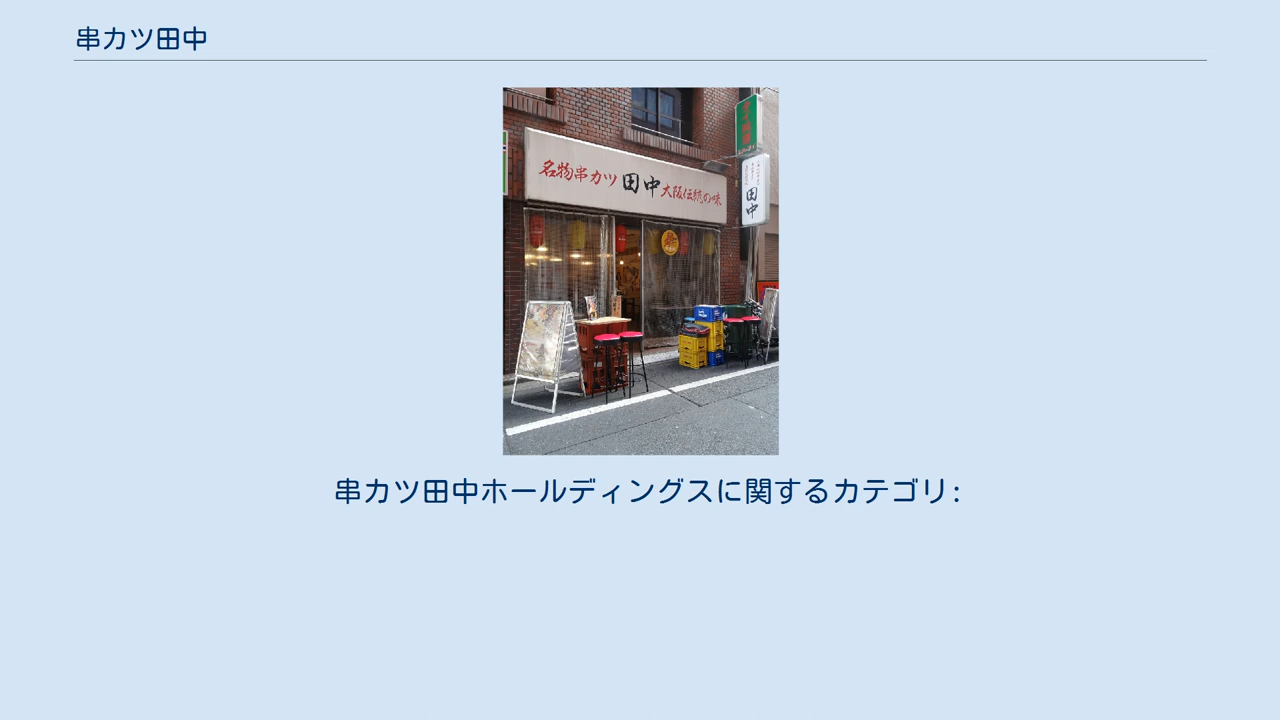 串カツ田中
名物串カツ 田中 大阪伝統の味
田中
串カツ田中ホールディングスに関するカテゴリ: